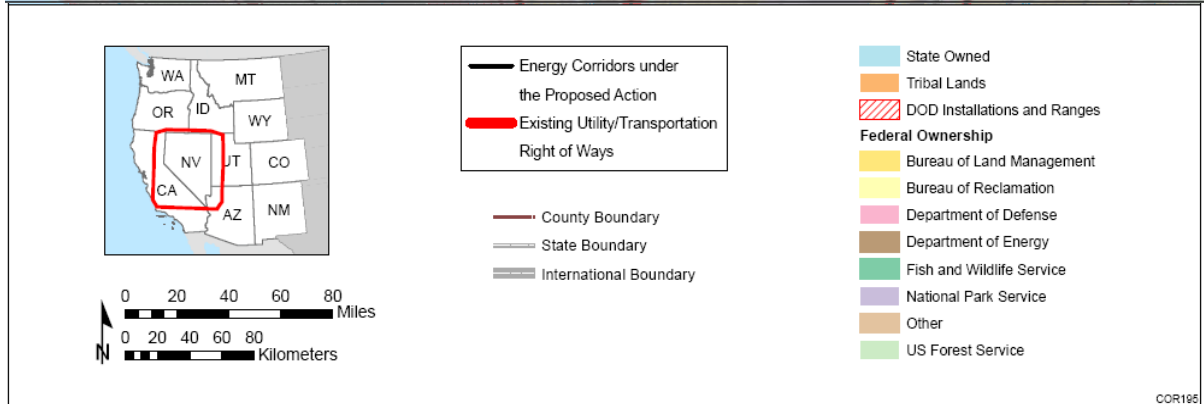 WA
MT
OR
ID
WY
NV
UT
CO
CA
AZ
NM
0 20 40 60 80
Miles
0 20 40 60 80
Kilometers
N
Energy Corridors under
the Proposed Action
Existing Utility/Transportation
Right of Ways
County Boundary
State Boundary
International Boundary
State Owned
Tribal Lands
DOD Installations and Ranges
Federal Ownership
Bureau of Land Management
Bureau of Reclamation
Department of Defense
Department of Energy
Fish and Wildlife Service
National Park Service
Other
US Forest Service
COR195